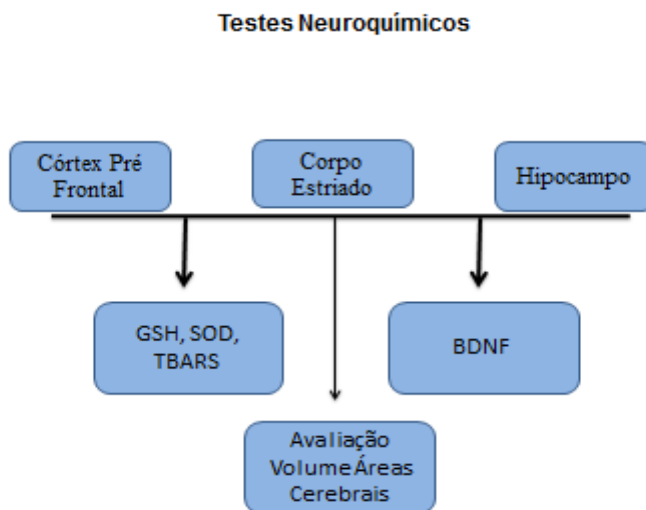 Testes Neuroquímicos
Córtex Pré
Frontal
Corpo
Estriado
Hipocampo
GSH, SOD,
TBARS
BDNF
Avaliação
Volume Áreas
Cerebrais